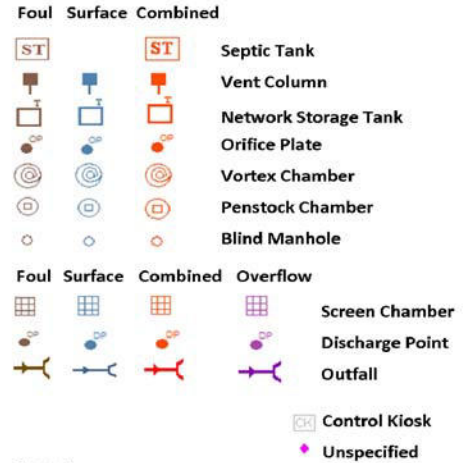 Foul Surface Combined
ST ST Septic Tank
Vent Column
T T T Network Storage Tank
OP OP OP Orifice Plate
Vortex Chamber
Penstock Chamber
Blind Manhole
Foul Surface Combined Overflow
Screen Chamber
DP DP DP DP Discharge Point
Outfall
CK Control Kiosk
Unspecified